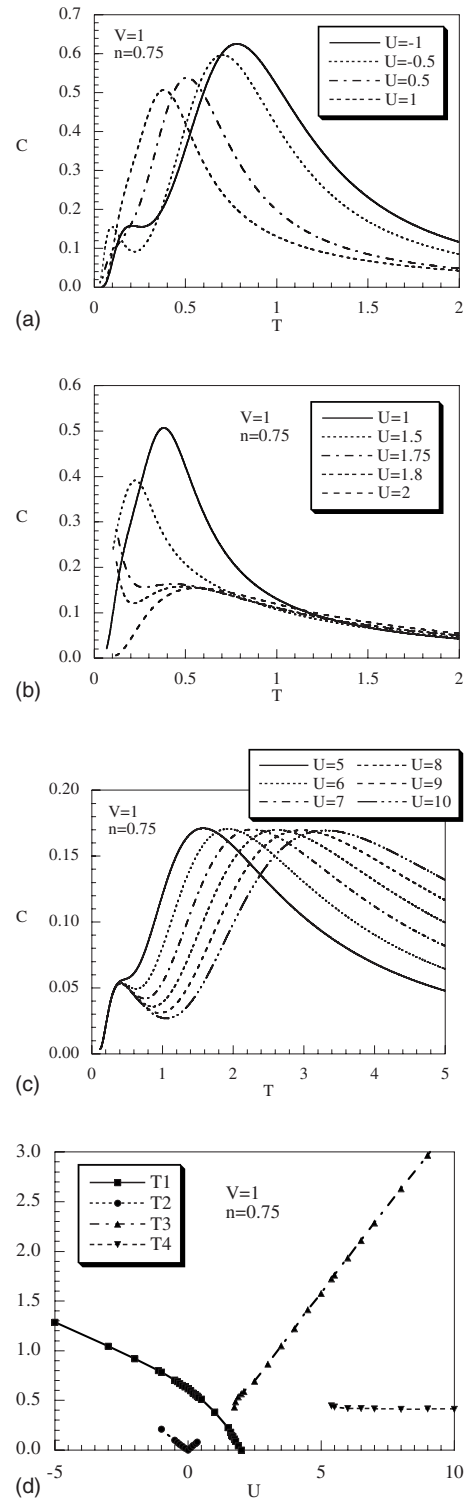 0.7
0.6
0.5
0.4
0.3
0.2
0.1
0.0
C
V=1
n=0.75
U=-1
U=-0.5
U=0.5
U=1
0
0.5
1
1.5
2
T
(a)
0.6
0.5
0.4
0.3
0.2
0.1
0.0
C
V=1
n=0.75
U=1
U=1.5
U=1.75
U=1.8
U=2
0
0.5
1
1.5
2
T
(b)
U=5
U=6
U=7
U=8
U=9
U=10
0.20
0.15
0.10
0.05
0.00
C
V=1
n=0.75
0
1
2
3
4
5
T
(c)
3.0
2.5
2.0
1.5
1.0
0.5
0.0
T1
T2
T3
T4
V=1
n=0.75
-5
0
5
10
U
(d)